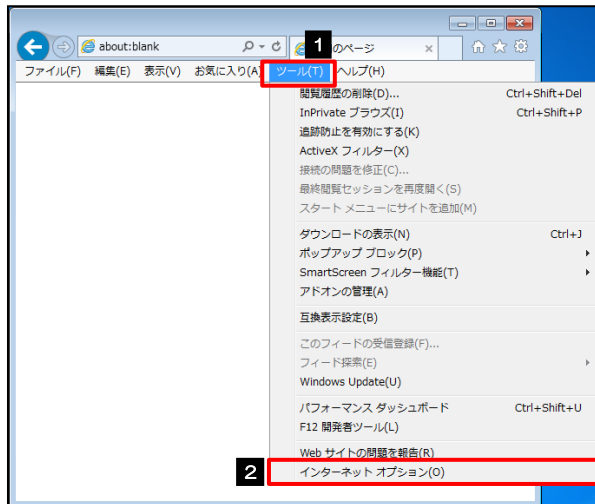 about:blank
1
のページ
ファイル(F) 編集(E) 表示(V) お気に入り(A) ツール(T) ヘルプ(H)
閲覧履歴の削除(D)... Ctrl+Shift+Del
InPrivate ブラウズ(I) Ctrl+Shift+P
追跡防止を有効にする(K)
ActiveX フィルター(X)
接続の問題を修正(C)...
最終閲覧セッションを再度開く(S)
スタート メニューにサイトを追加(M)
ダウンロードの表示(N) Ctrl+J
ポップアップ ブロック(P)
SmartScreen フィルター機能(T)
アドオンの管理(A)
互換表示設定(B)
このフィードの受信登録(F)...
フィード探索(E)
Windows Update(U)
パフォーマンス ダッシュボード Ctrl+Shift+U
F12 開発者ツール(L)
Web サイトの問題を報告(R)
2 インターネット オプション(O)